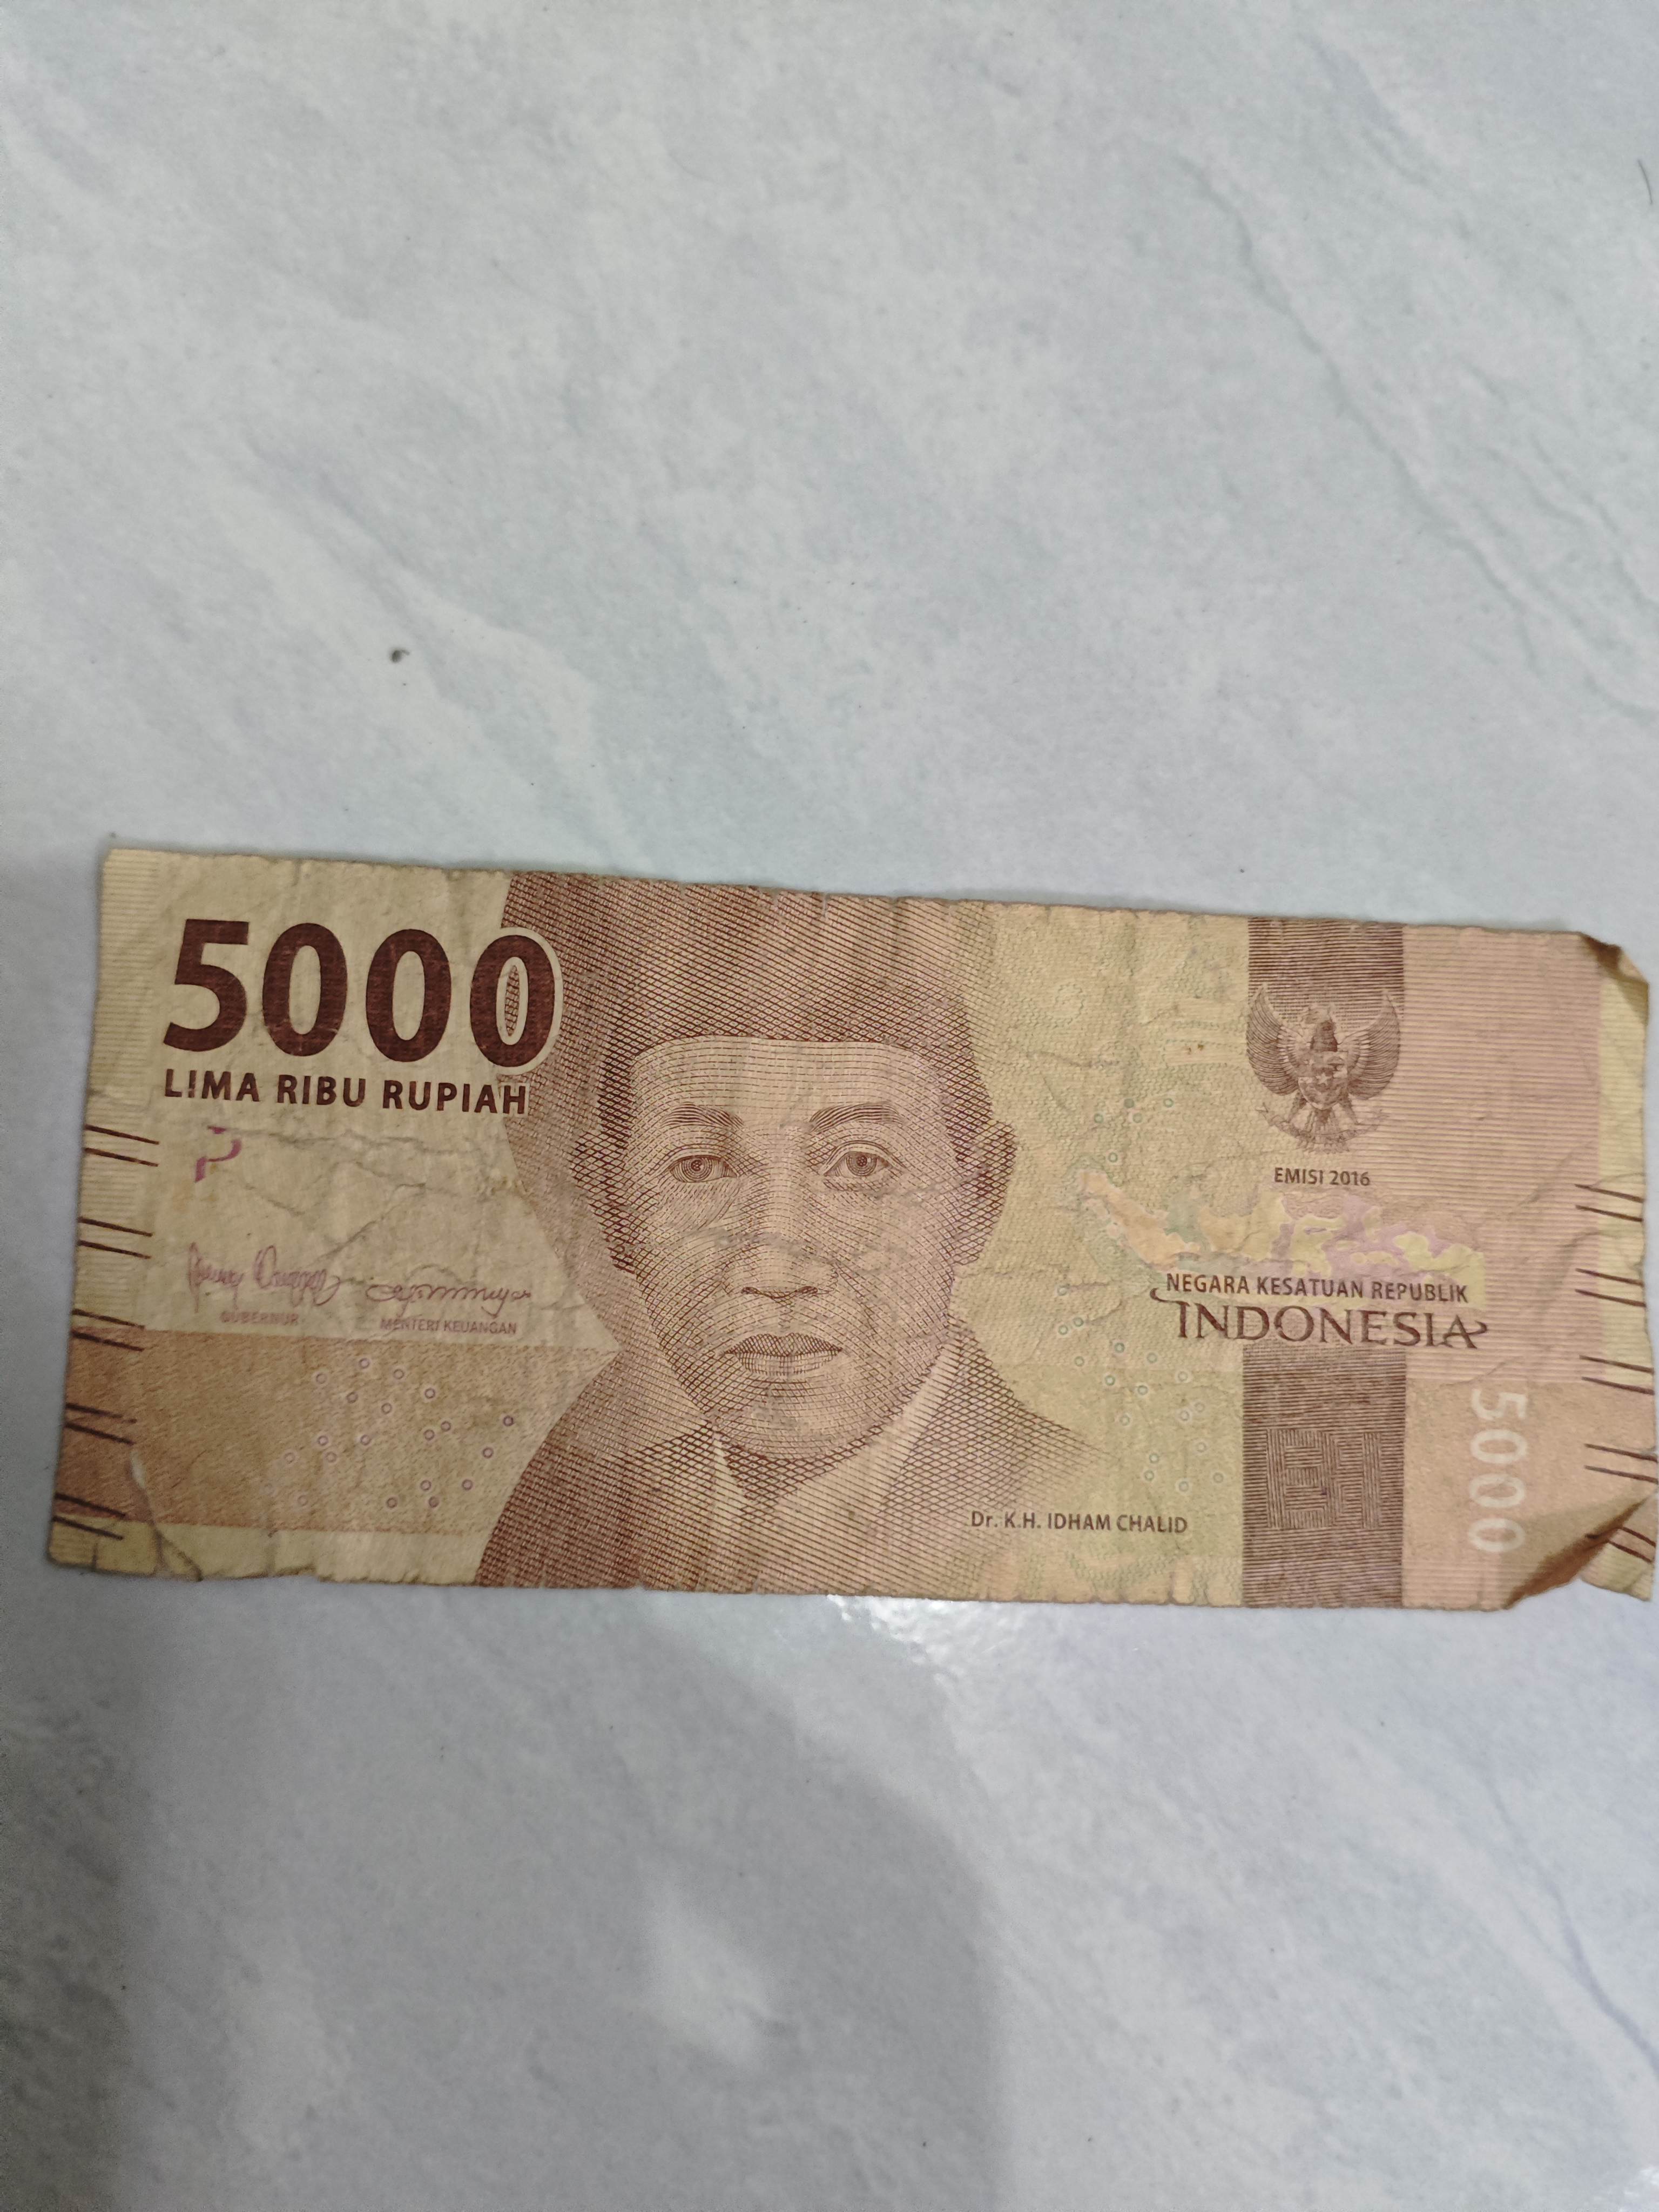 5000
LIMA RIBU RUPIAH
GUBERNUR
MENTERI KEUANGAN
EMISI 2016
NEGARA KESATUAN REPUBLIK
INDONESIA
5000
Dr. K.H. IDHAM CHALID